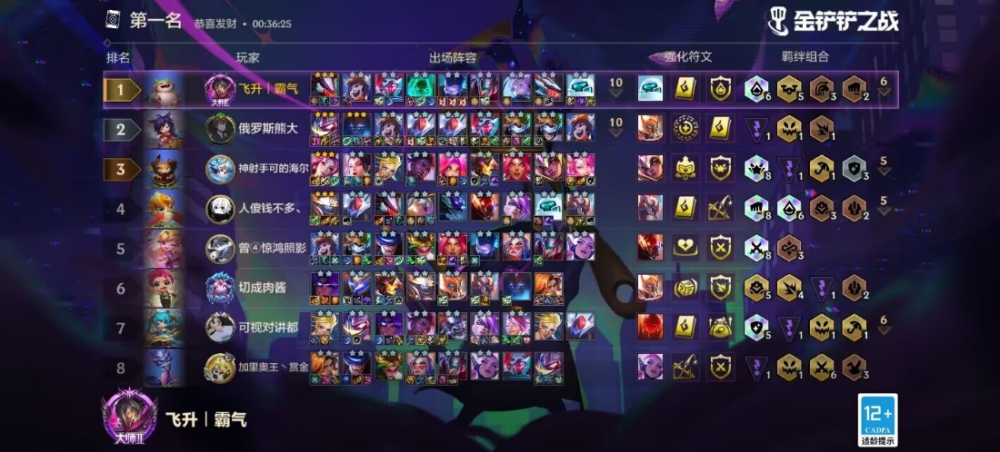 第一名 恭喜发财 • 00:36:25
金铲铲之战
排名 玩家 出场阵容 强化符文 羁绊组合
1 大师II 飞升丨霸气 10 6 5 3 2 6
2 俄罗斯熊大 10 1 1 1
3 神射手可的海尔 8 1 1 3 5
4 人傻钱不多、 8 6 3 2 5
5 曾④惊鸿照影 8 3
6 切成肉酱 5 4 1 2
7 可视对讲都 5 1 1 1 6
8 加里奥王丶赏金 1 1 6 3
大师II 飞升丨霸气
12+
CADPA
适龄提示